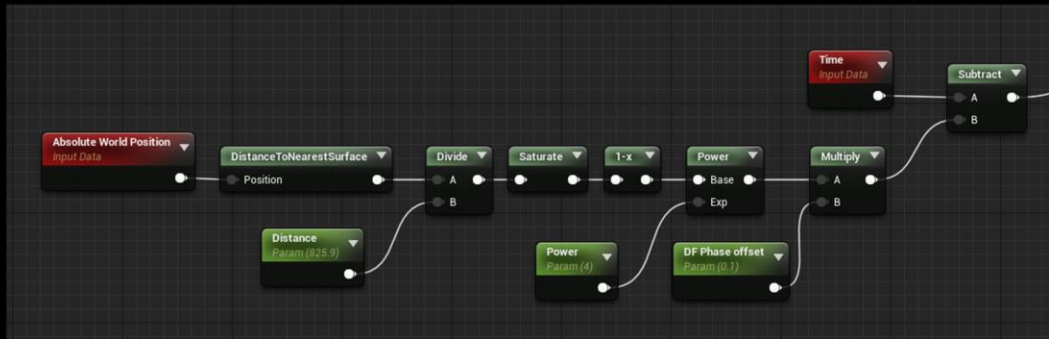 Time
Input Data
Subtract
A
B
Absolute World Position
Input Data
DistanceToNearestSurface
Position
Divide
A
B
Saturate
1-x
Power
Base
Exp
Multiply
A
B
Distance
Param (825.9)
Power
Param (4)
DF Phase offset
Param (0.1)